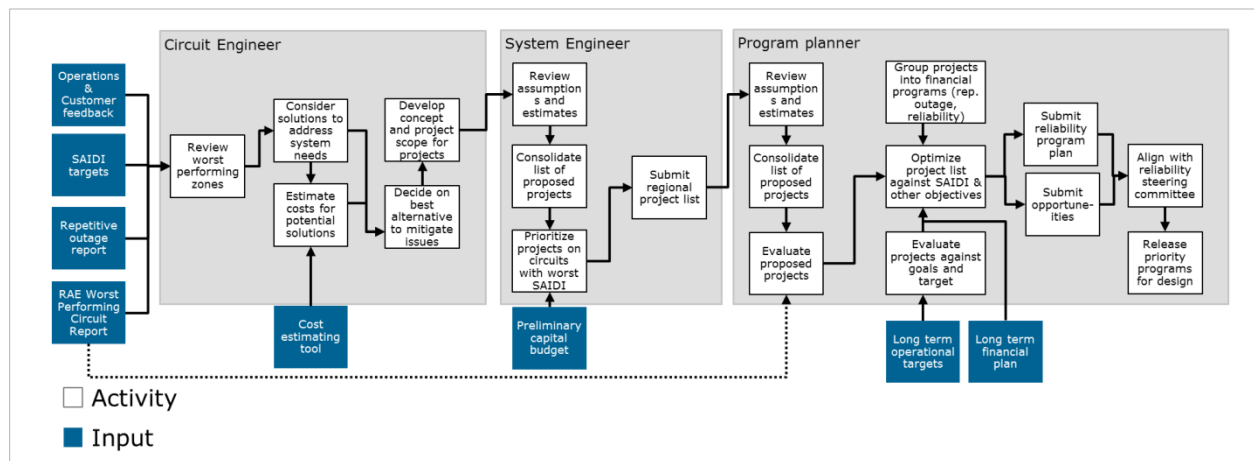 Circuit Engineer
System Engineer
Program planner
Operations
& Customer
feedback
SAIDI
targets
Repetitive
outage
report
RAE Worst
Performing
Circuit
Report
Review
worst
performing
zones
Consider
solutions to
address
system
needs
Estimate
costs for
potential
solutions
Develop
concept
and project
scope for
projects
Decide on
best
alternative
to mitigate
issues
Cost
estimating
tool
Review
assumption
s and
estimates
Consolidate
list of
proposed
projects
Prioritize
projects on
circuits
with worst
SAIDI
Submit
regional
project list
Preliminary
capital
budget
Review
assumption
s and
estimates
Consolidate
list of
proposed
projects
Evaluate
proposed
projects
Group projects
into financial
programs (rep.
outage,
reliability)
Optimize
project list
against SAIDI &
other objectives
Evaluate
projects against
goals and
target
Submit
reliability
program
plan
Submit
opportune-
ities
Align with
reliability
steering
committee
Release
priority
programs
for design
Long term
operational
targets
Long term
financial
plan
Activity
Input